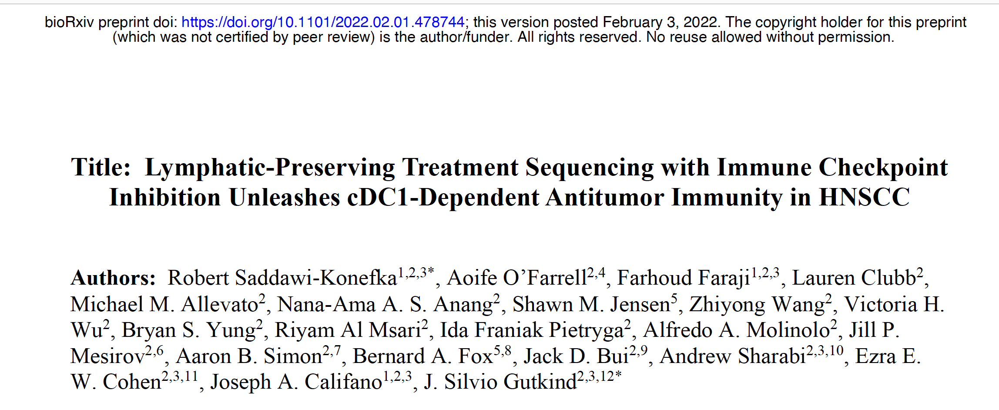 bioRxiv preprint doi: https://doi.org/10.1101/2022.02.01.478744; this version posted February 3, 2022. The copyright holder for this preprint
(which was not certified by peer review) is the author/funder. All rights reserved. No reuse allowed without permission.
Title: Lymphatic-Preserving Treatment Sequencing with Immune Checkpoint
Inhibition Unleashes cDC1-Dependent Antitumor Immunity in HNSCC
Authors: Robert Saddawi-Konefka1,2,3*, Aoife O’Farrell2,4, Farhoud Faraji1,2,3, Lauren Clubb2,
Michael M. Allevato2, Nana-Ama A. S. Anang2, Shawn M. Jensen5, Zhiyong Wang2, Victoria H.
Wu2, Bryan S. Yung2, Riyam Al Msari2, Ida Franiak Pietryga2, Alfredo A. Molinolo2, Jill P.
Mesirov2,6, Aaron B. Simon2,7, Bernard A. Fox5,8, Jack D. Bui2,9, Andrew Sharabi2,3,10, Ezra E.
W. Cohen2,3,11, Joseph A. Califano1,2,3, J. Silvio Gutkind2,3,12*